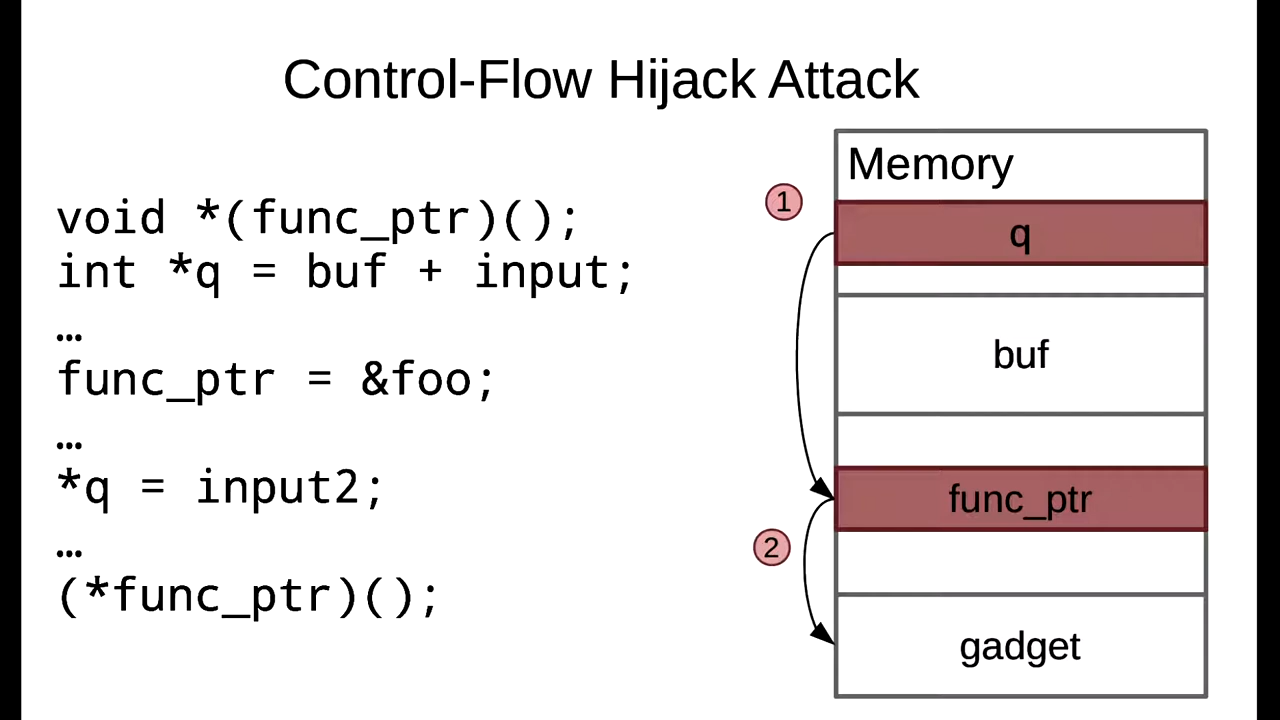 Control-Flow Hijack Attack
void *(func_ptr)();
int *q = buf + input;
…
func_ptr = &foo;
…
*q = input2;
…
(*func_ptr)();
Memory
1
q
buf
func_ptr
2
gadget